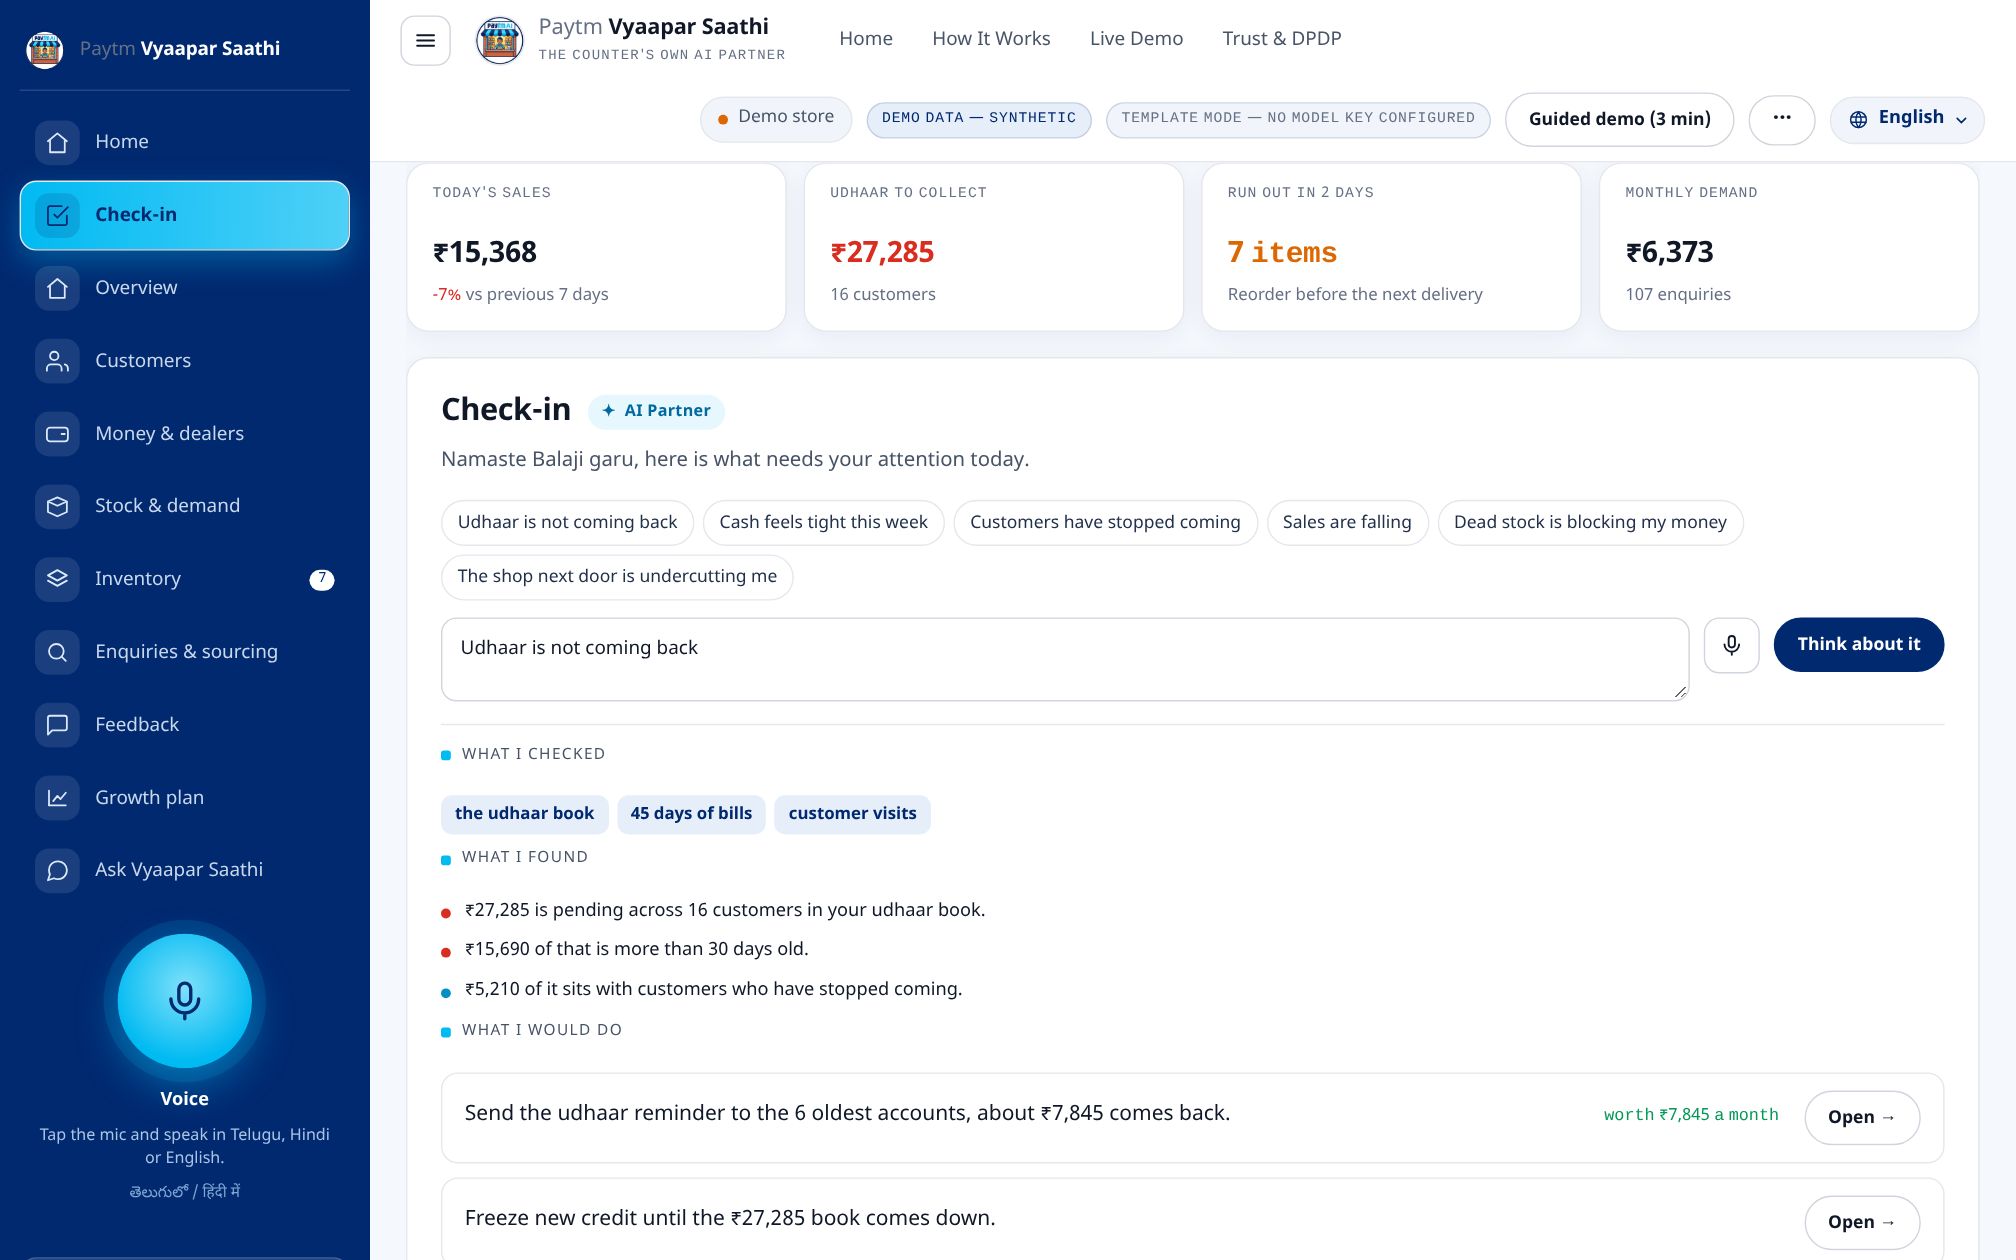 Paytm Vyaapar Saathi
Home
Check-in
Overview
Customers
Money & dealers
Stock & demand
Inventory 7
Enquiries & sourcing
Feedback
Growth plan
Ask Vyaapar Saathi
Voice
Tap the mic and speak in Telugu, Hindi
or English.
తెలుగులో / हिंदी में
Paytm Vyaapar Saathi
THE COUNTER'S OWN AI PARTNER
Home How It Works Live Demo Trust & DPDP
Demo store DEMO DATA — SYNTHETIC TEMPLATE MODE — NO MODEL KEY CONFIGURED Guided demo (3 min) ··· English
TODAY'S SALES
₹15,368
-7% vs previous 7 days
UDHAAR TO COLLECT
₹27,285
16 customers
RUN OUT IN 2 DAYS
7 items
Reorder before the next delivery
MONTHLY DEMAND
₹6,373
107 enquiries
Check-in AI Partner
Namaste Balaji garu, here is what needs your attention today.
Udhaar is not coming back Cash feels tight this week Customers have stopped coming Sales are falling Dead stock is blocking my money
The shop next door is undercutting me
Udhaar is not coming back
Think about it
WHAT I CHECKED
the udhaar book 45 days of bills customer visits
WHAT I FOUND
₹27,285 is pending across 16 customers in your udhaar book.
₹15,690 of that is more than 30 days old.
₹5,210 of it sits with customers who have stopped coming.
WHAT I WOULD DO
Send the udhaar reminder to the 6 oldest accounts, about ₹7,845 comes back. worth ₹7,845 a month Open →
Freeze new credit until the ₹27,285 book comes down. Open →